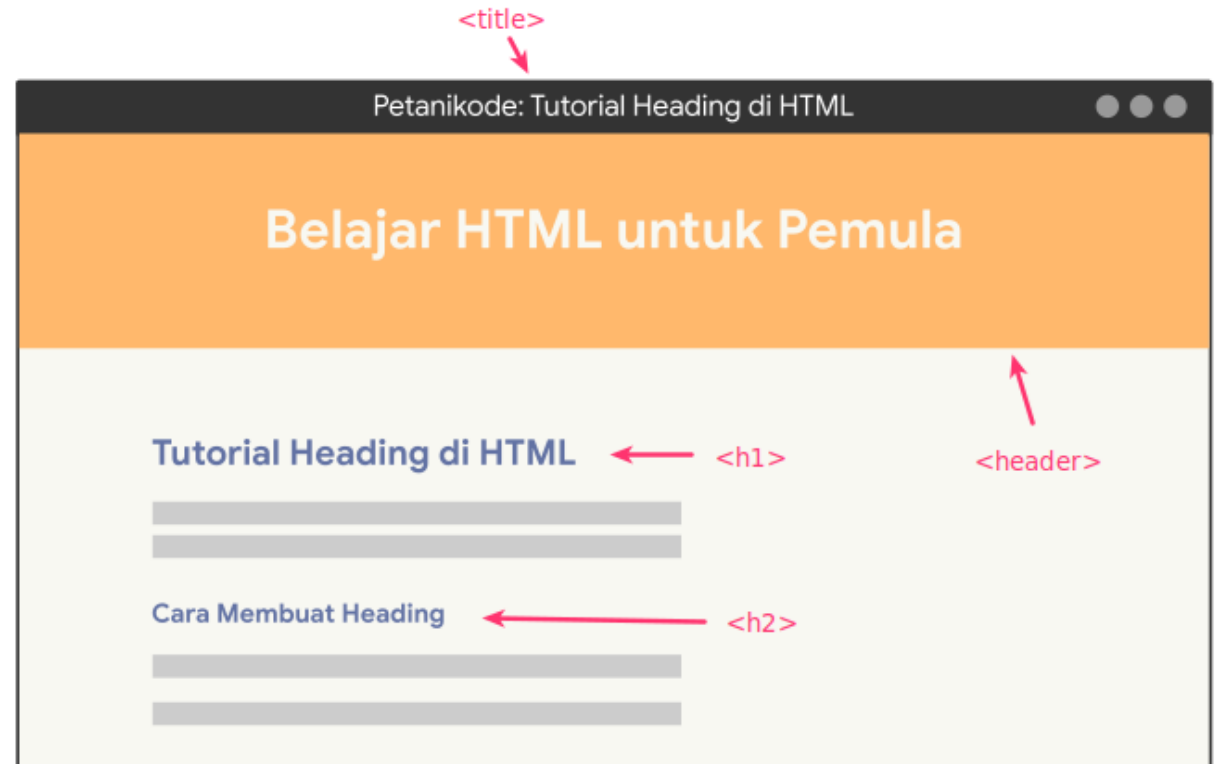 <title>
Petanikode: Tutorial Heading di HTML
Belajar HTML untuk Pemula
Tutorial Heading di HTML
<h1>
<header>
Cara Membuat Heading
<h2>